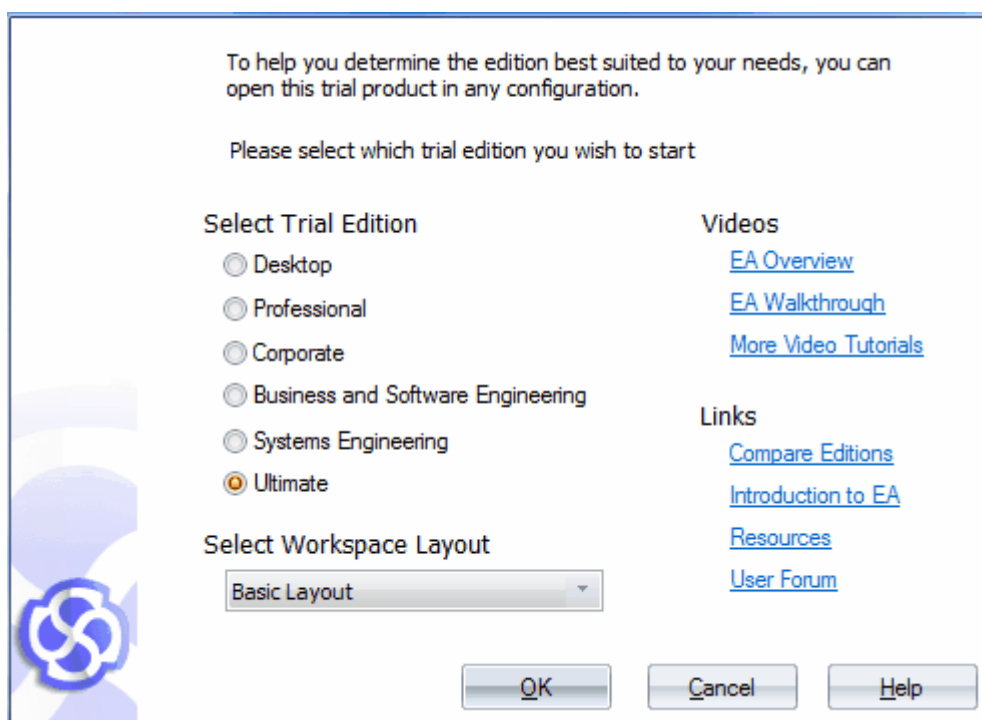 To help you determine the edition best suited to your needs, you can
open this trial product in any configuration.
Please select which trial edition you wish to start
Select Trial Edition
Desktop
Professional
Corporate
Business and Software Engineering
Systems Engineering
Ultimate
Select Workspace Layout
Basic Layout
Videos
EA Overview
EA Walkthrough
More Video Tutorials
Links
Compare Editions
Introduction to EA
Resources
User Forum
OK
Cancel
Help